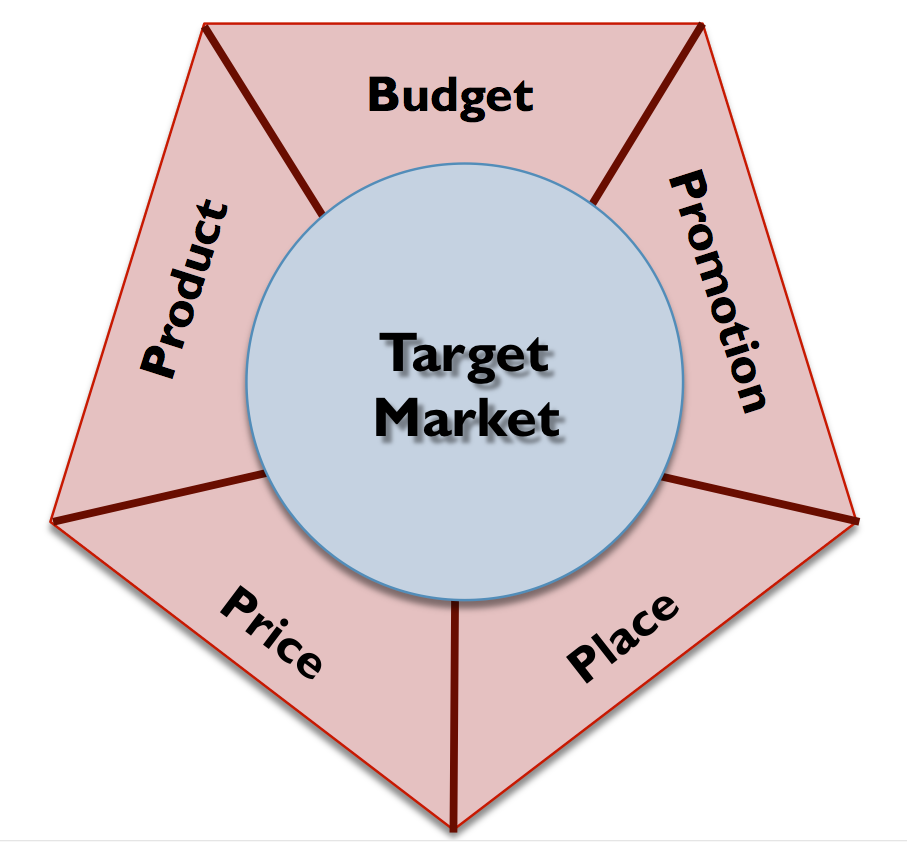 Budget
Product
Promotion
Target
Market
Price
Place